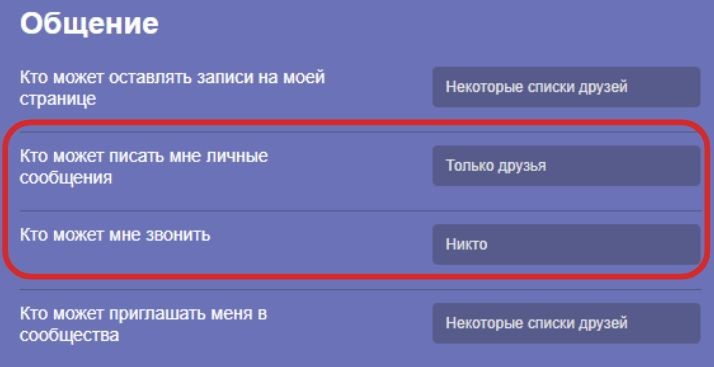 Общение
Кто может оставлять записи на моей
странице
Некоторые списки друзей
Кто может писать мне личные
сообщения
Только друзья
Кто может мне звонить
Никто
Кто может приглашать меня в
сообщества
Некоторые списки друзей